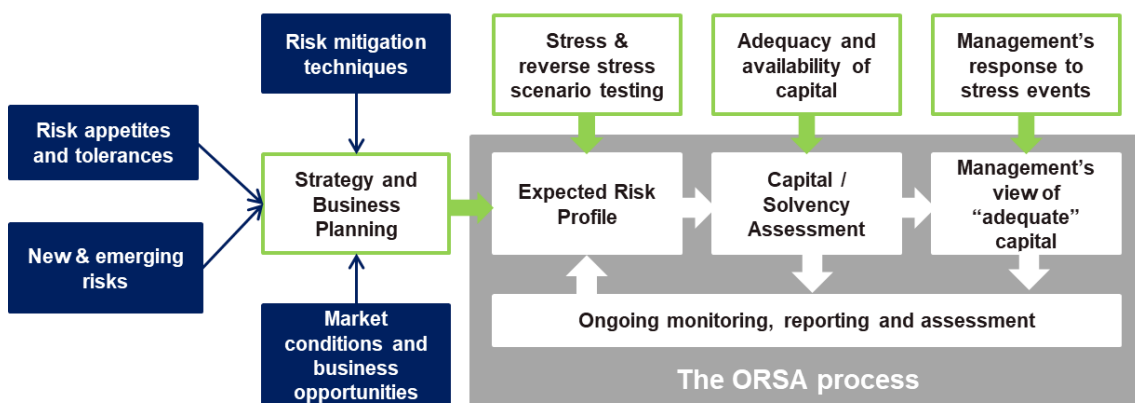 Risk mitigation
techniques
Stress &
reverse stress
scenario testing
Adequacy and
availability of
capital
Management’s
response to
stress events
Risk appetites
and tolerances
Strategy and
Business
Planning
Expected Risk
Profile
Capital /
Solvency
Assessment
Management’s
view of
“adequate”
capital
New & emerging
risks
Market
conditions and
business
opportunities
Ongoing monitoring, reporting and assessment
The ORSA process